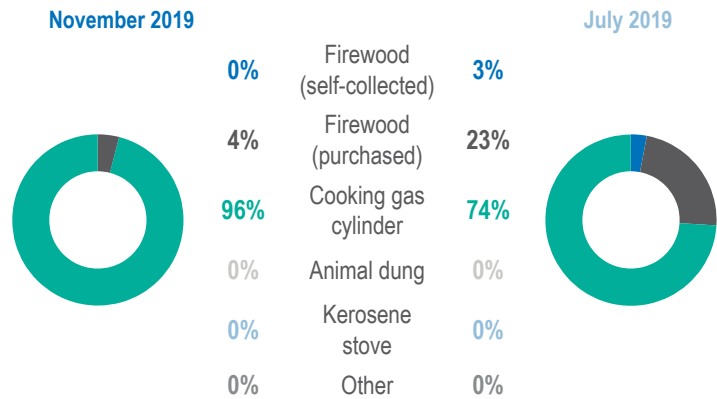 November 2019
July 2019
0%
Firewood
(self-collected)
3%
4%
Firewood
(purchased)
23%
96%
Cooking gas
cylinder
74%
0%
Animal dung
0%
0%
Kerosene
stove
0%
0%
Other
0%